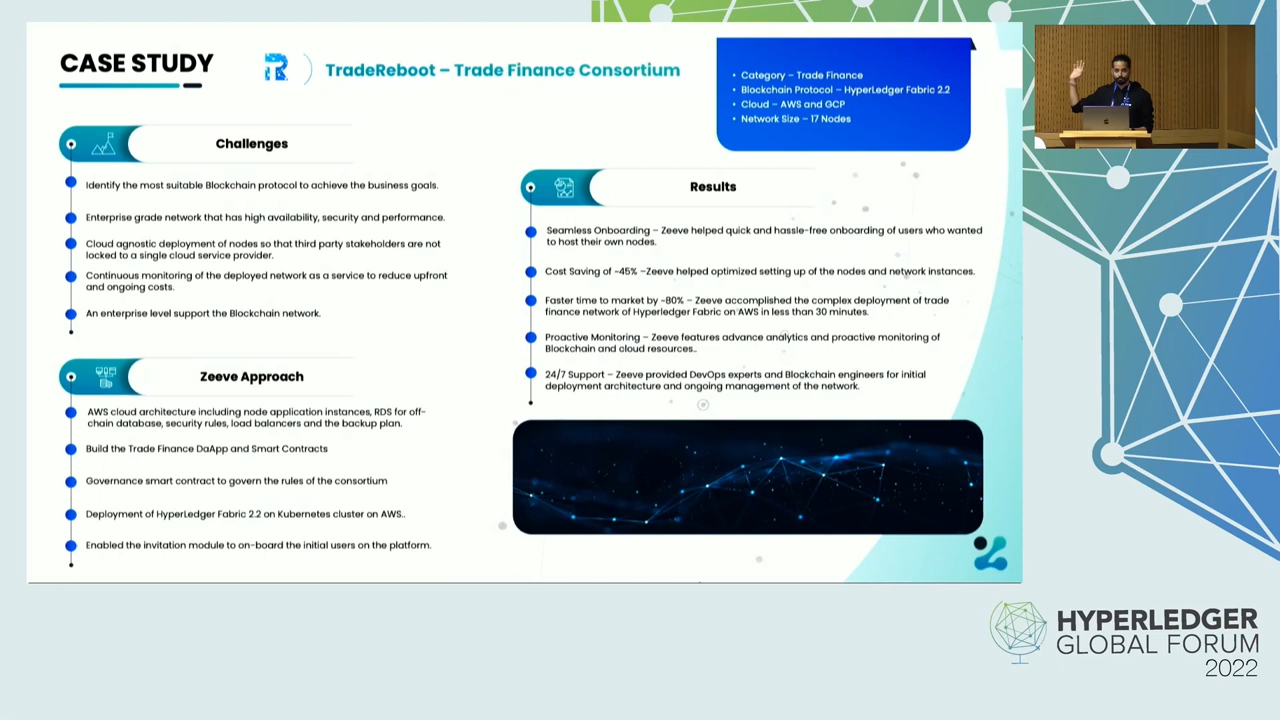 CASE STUDY
TradeReboot – Trade Finance Consortium
• Category – Trade Finance
• Blockchain Protocol – HyperLedger Fabric 2.2
• Cloud – AWS and GCP
• Network Size – 17 Nodes
Challenges
Identify the most suitable Blockchain protocol to achieve the business goals.
Enterprise grade network that has high availability, security and performance.
Cloud agnostic deployment of nodes so that third party stakeholders are not
locked to a single cloud service provider.
Continuous monitoring of the deployed network as a service to reduce upfront
and ongoing costs.
An enterprise level support the Blockchain network.
Zeeve Approach
AWS cloud architecture including node application instances, RDS for off-
chain database, security rules, load balancers and the backup plan.
Build the Trade Finance DaApp and Smart Contracts
Governance smart contract to govern the rules of the consortium
Deployment of HyperLedger Fabric 2.2 on Kubernetes cluster on AWS..
Enabled the invitation module to on-board the initial users on the platform.
Results
Seamless Onboarding – Zeeve helped quick and hassle-free onboarding of users who wanted
to host their own nodes.
Cost Saving of ~45% –Zeeve helped optimized setting up of the nodes and network instances.
Faster time to market by ~80% – Zeeve accomplished the complex deployment of trade
finance network of Hyperledger Fabric on AWS in less than 30 minutes.
Proactive Monitoring – Zeeve features advance analytics and proactive monitoring of
Blockchain and cloud resources..
24/7 Support – Zeeve provided DevOps experts and Blockchain engineers for initial
deployment architecture and ongoing management of the network.
HYPERLEDGER
GLOBAL FORUM
2022